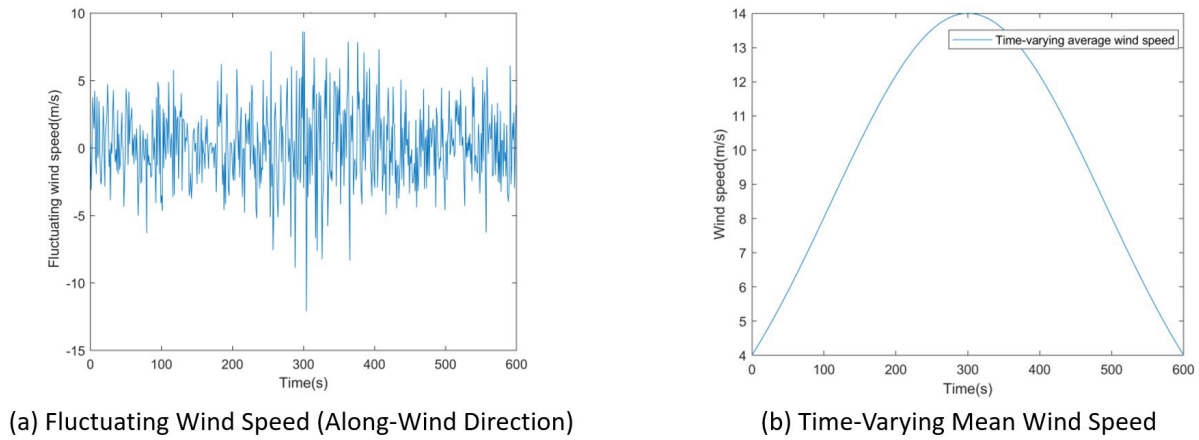 10
5
0
-5
-10
-15
Fluctuating wind speed(m/s)
0 100 200 300 400 500 600
Time(s)
(a) Fluctuating Wind Speed (Along-Wind Direction)
14
13
12
11
10
9
8
7
6
5
4
Wind speed(m/s)
Time-varying average wind speed
0 100 200 300 400 500 600
Time(s)
(b) Time-Varying Mean Wind Speed